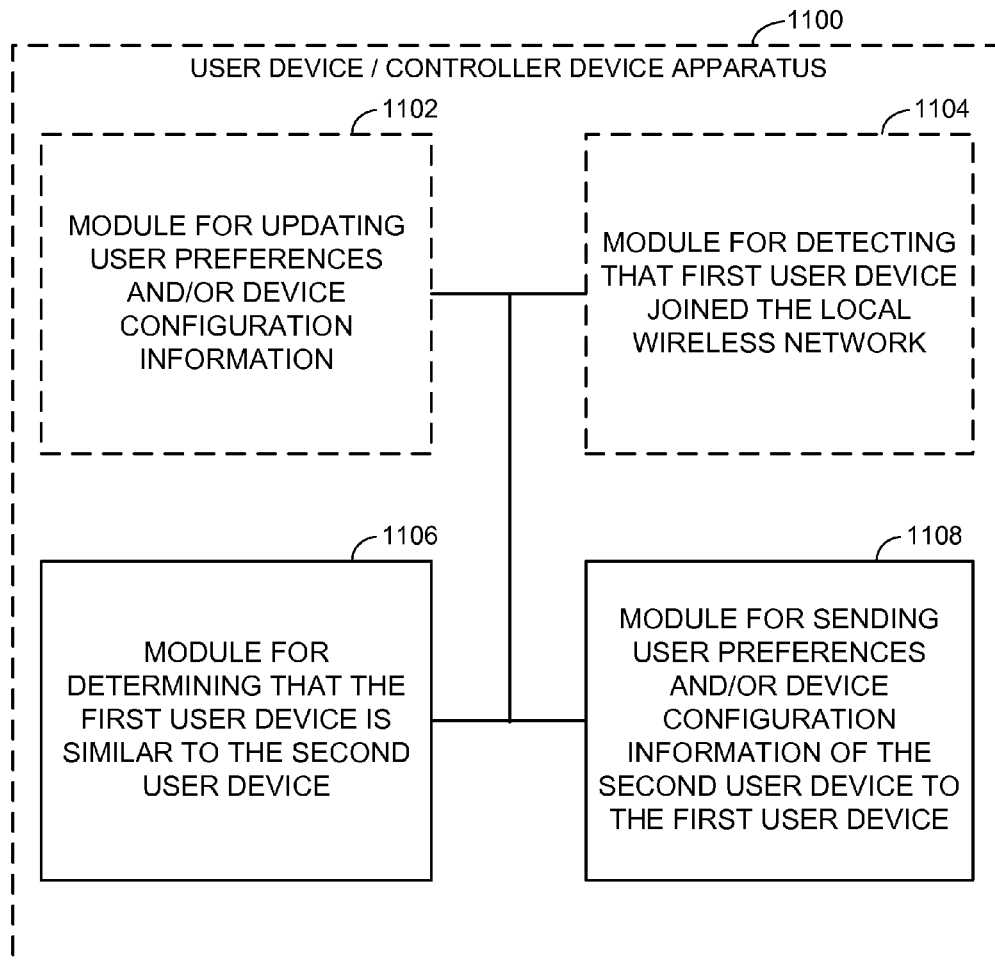 1100
USER DEVICE / CONTROLLER DEVICE APPARATUS
1102
MODULE FOR UPDATING
USER PREFERENCES
AND/OR DEVICE
CONFIGURATION
INFORMATION
1104
MODULE FOR DETECTING
THAT FIRST USER DEVICE
JOINED THE LOCAL
WIRELESS NETWORK
1106
MODULE FOR
DETERMINING THAT THE
FIRST USER DEVICE IS
SIMILAR TO THE SECOND
USER DEVICE
1108
MODULE FOR SENDING
USER PREFERENCES
AND/OR DEVICE
CONFIGURATION
INFORMATION OF THE
SECOND USER DEVICE TO
THE FIRST USER DEVICE